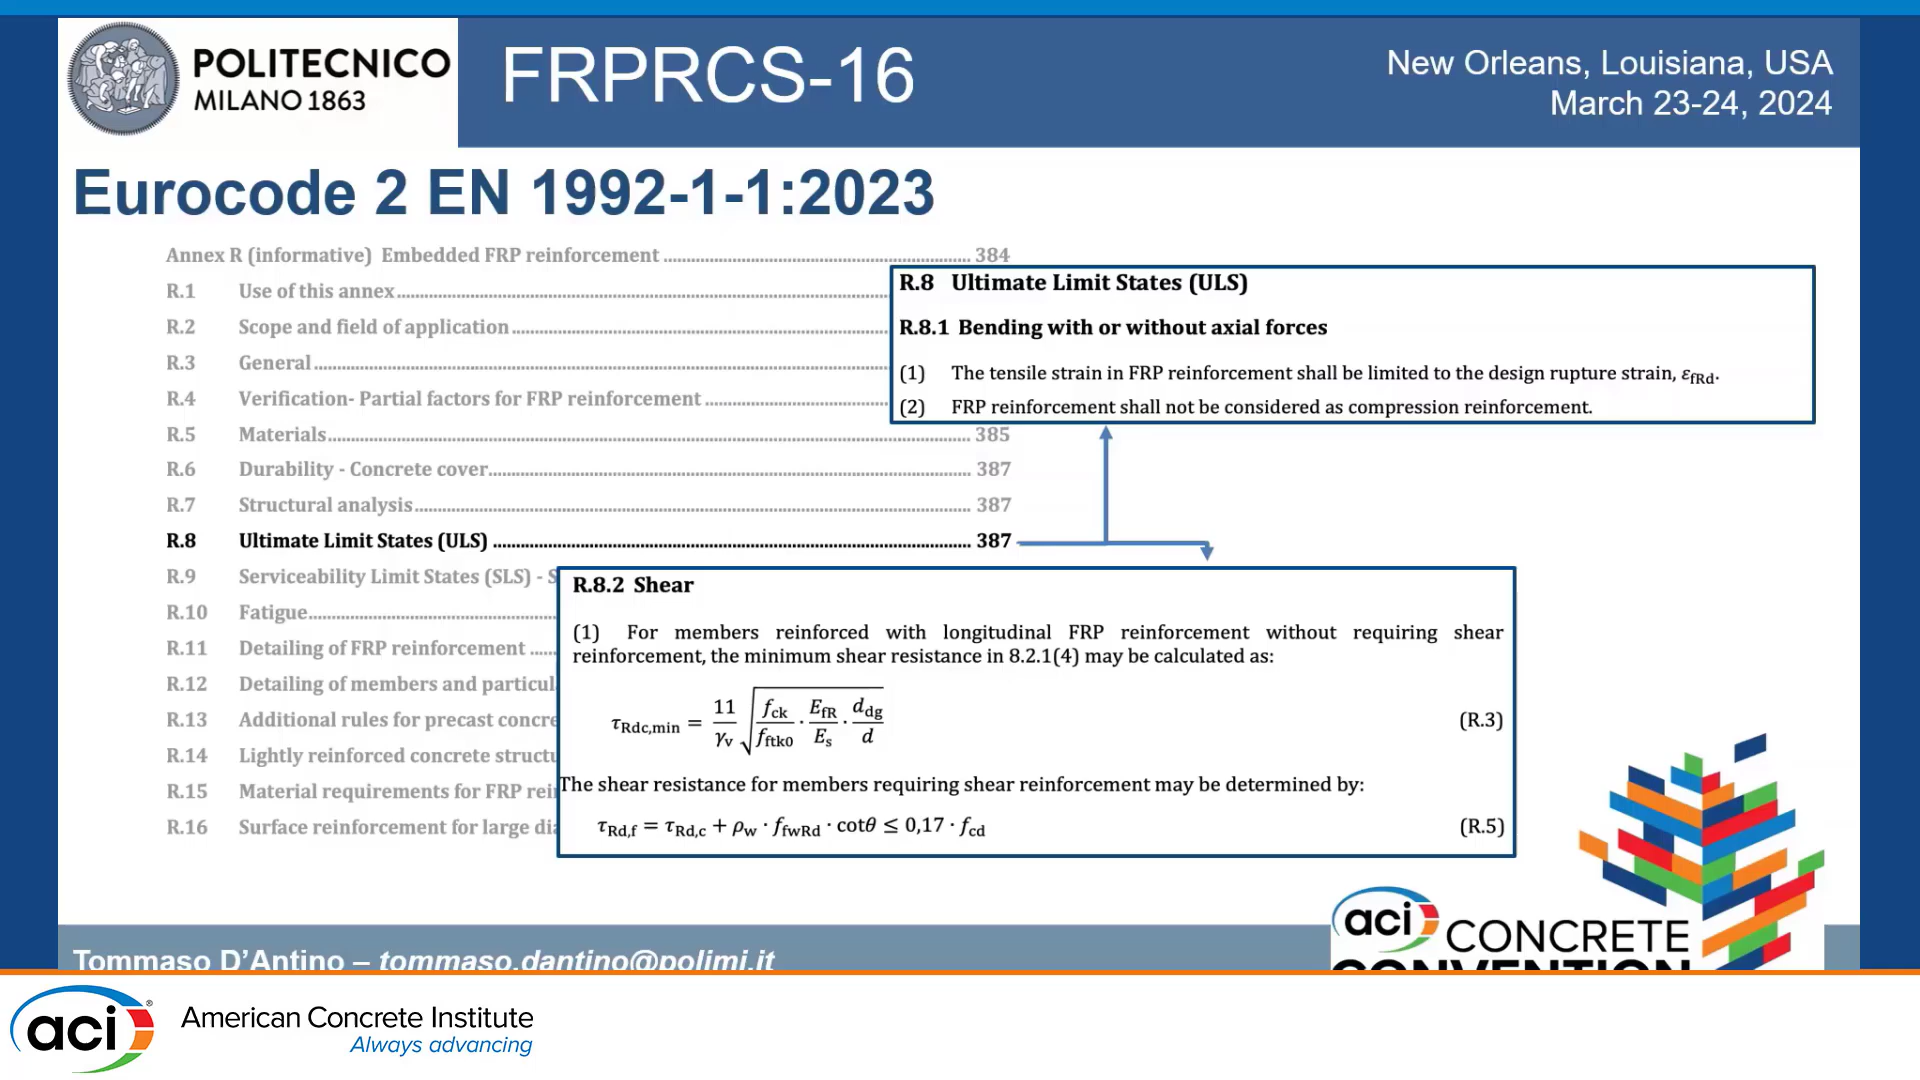 POLITECNICO
MILANO 1863
FRPRCS-16
New Orleans, Louisiana, USA
March 23-24, 2024
Eurocode 2 EN 1992-1-1:2023
Annex R (informative) Embedded FRP reinforcement ........ 384
R.1 Use of this annex
R.2 Scope and field of application
R.3 General
R.4 Verification- Partial factors for FRP reinforcement
R.5 Materials ........ 385
R.6 Durability - Concrete cover ........ 387
R.7 Structural analysis ........ 387
R.8 Ultimate Limit States (ULS) ........ 387
R.9 Serviceability Limit States (SLS) - S
R.10 Fatigue
R.11 Detailing of FRP reinforcement
R.12 Detailing of members and particul
R.13 Additional rules for precast concre
R.14 Lightly reinforced concrete structu
R.15 Material requirements for FRP rei
R.16 Surface reinforcement for large di
R.8 Ultimate Limit States (ULS)
R.8.1 Bending with or without axial forces
(1) The tensile strain in FRP reinforcement shall be limited to the design rupture strain, εfRd.
(2) FRP reinforcement shall not be considered as compression reinforcement.
R.8.2 Shear
(1) For members reinforced with longitudinal FRP reinforcement without requiring shear
reinforcement, the minimum shear resistance in 8.2.1(4) may be calculated as:
τRdc,min = 11/γv √(fck/fftk0 · EfR/Es · ddg/d) (R.3)
The shear resistance for members requiring shear reinforcement may be determined by:
τRd,f = τRd,c + ρw · ffwRd · cotθ ≤ 0,17 · fcd (R.5)
Tommaso D'Antino – tommaso.dantino@polimi.it
aci CONCRETE
CONVENTION
aci® American Concrete Institute
Always advancing